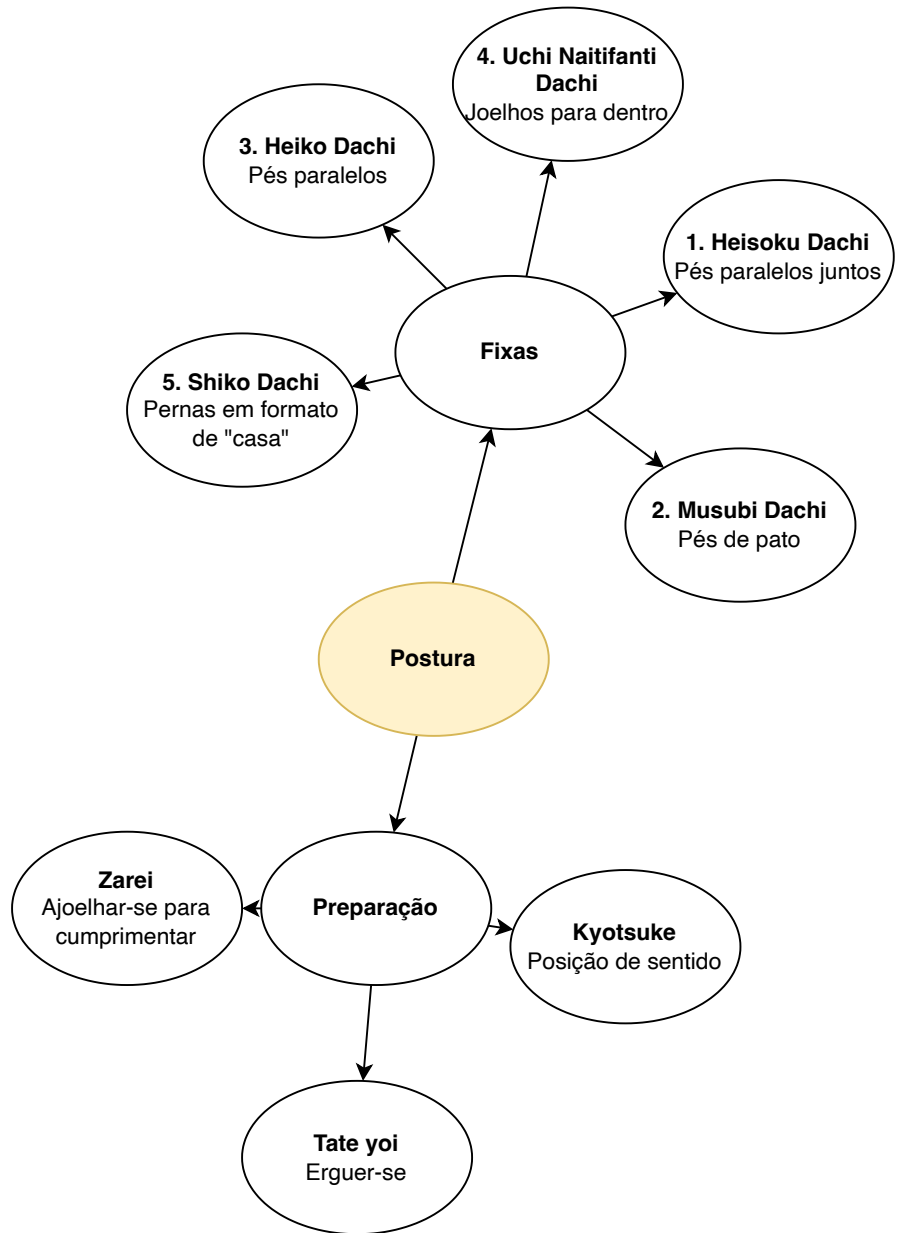 4. Uchi Naitifanti
Dachi
Joelhos para dentro
3. Heiko Dachi
Pés paralelos
1. Heisoku Dachi
Pés paralelos juntos
Fixas
5. Shiko Dachi
Pernas em formato
de "casa"
2. Musubi Dachi
Pés de pato
Postura
Zarei
Ajoelhar-se para
cumprimentar
Preparação
Kyotsuke
Posição de sentido
Tate yoi
Erguer-se